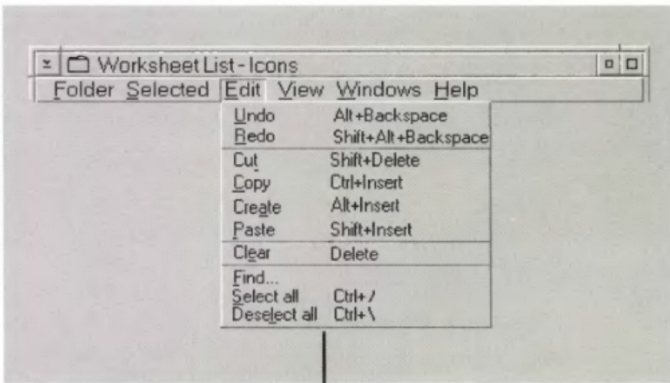 Worksheet List - Icons
Folder Selected Edit View Windows Help
Undo Alt+Backspace
Redo Shift+Alt+Backspace
Cut Shift+Delete
Copy Ctrl+Insert
Create Alt+Insert
Paste Shift+Insert
Clear Delete
Find...
Select all Ctrl+/
Deselect all Ctrl+\